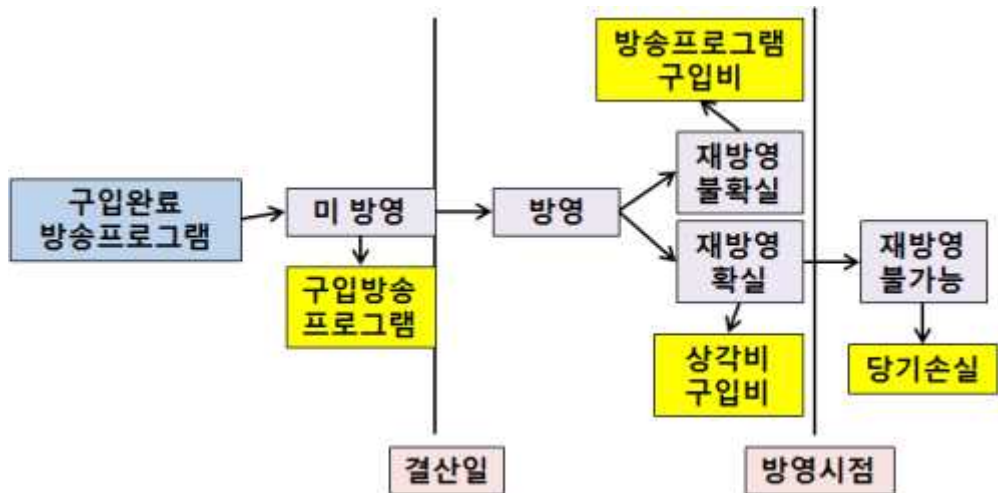 방송프로그램
구입비
재방영
불확실
구입완료
방송프로그램
미 방영
방영
재방영
확실
재방영
불가능
구입방송
프로그램
상각비
구입비
당기손실
결산일
방영시점